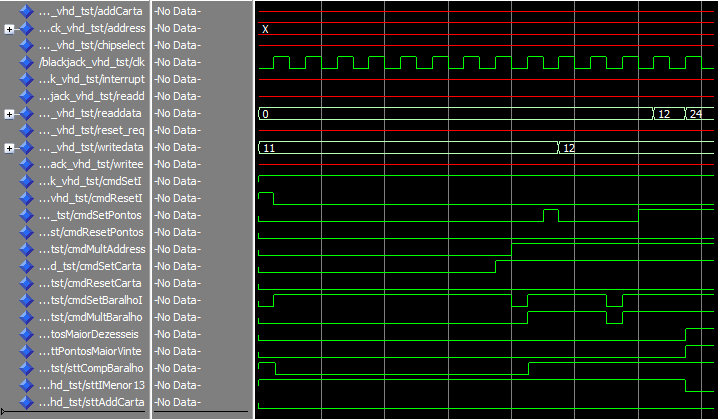 ..._vhd_tst/addCarta -No Data-
...ck_vhd_tst/address -No Data- X
..._vhd_tst/chipselect -No Data-
/blackjack_vhd_tst/clk -No Data-
...k_vhd_tst/interrupt -No Data-
...jack_vhd_tst/readd -No Data-
..._vhd_tst/readdata -No Data- 0 12 24
..._vhd_tst/reset_req -No Data-
..._vhd_tst/writedata -No Data- 11 12
...ack_vhd_tst/writee -No Data-
...k_vhd_tst/cmdSetI -No Data-
...vhd_tst/cmdResetI -No Data-
..._tst/cmdSetPontos -No Data-
...st/cmdResetPontos -No Data-
...tst/cmdMultAddress -No Data-
...d_tst/cmdSetCarta -No Data-
...tst/cmdResetCarta -No Data-
...tst/cmdSetBaralhoI -No Data-
...tst/cmdMultBaralho -No Data-
...tosMaiorDezesseis -No Data-
...ttPontosMaiorVinte -No Data-
...tst/sttCompBaralho -No Data-
...hd_tst/sttIMenor13 -No Data-
...hd_tst/sttAddCarta -No Data-